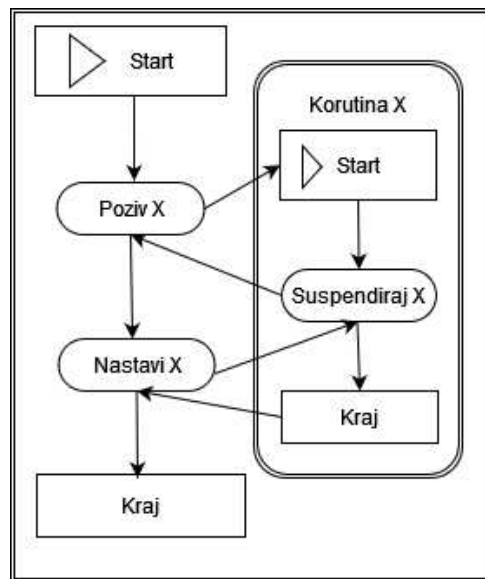 Start
Korutina X
Start
Poziv X
Suspendiraj X
Nastavi X
Kraj
Kraj